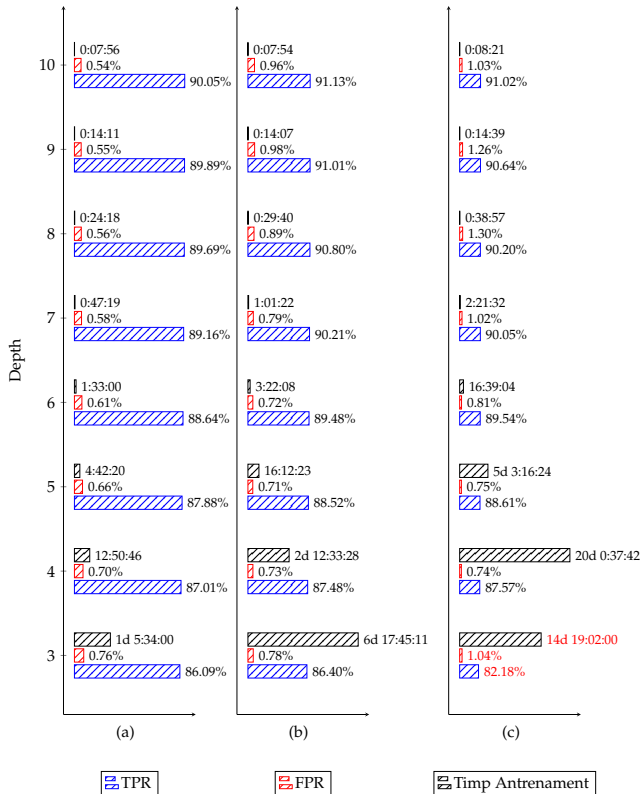 0:07:56 0:07:54 0:08:21
10 0.54% 0.96% 1.03%
90.05% 91.13% 91.02%
0:14:11 0:14:07 0:14:39
9 0.55% 0.98% 1.26%
89.89% 91.01% 90.64%
0:24:18 0:29:40 0:38:57
8 0.56% 0.89% 1.30%
89.69% 90.80% 90.20%
0:47:19 1:01:22 2:21:32
7 0.58% 0.79% 1.02%
89.16% 90.21% 90.05%
Depth
1:33:00 3:22:08 16:39:04
6 0.61% 0.72% 0.81%
88.64% 89.48% 89.54%
4:42:20 16:12:23 5d 3:16:24
5 0.66% 0.71% 0.75%
87.88% 88.52% 88.61%
12:50:46 2d 12:33:28 20d 0:37:42
4 0.70% 0.73% 0.74%
87.01% 87.48% 87.57%
1d 5:34:00 6d 17:45:11 14d 19:02:00
3 0.76% 0.78% 1.04%
86.09% 86.40% 82.18%
(a) (b) (c)
TPR FPR Timp Antrenament